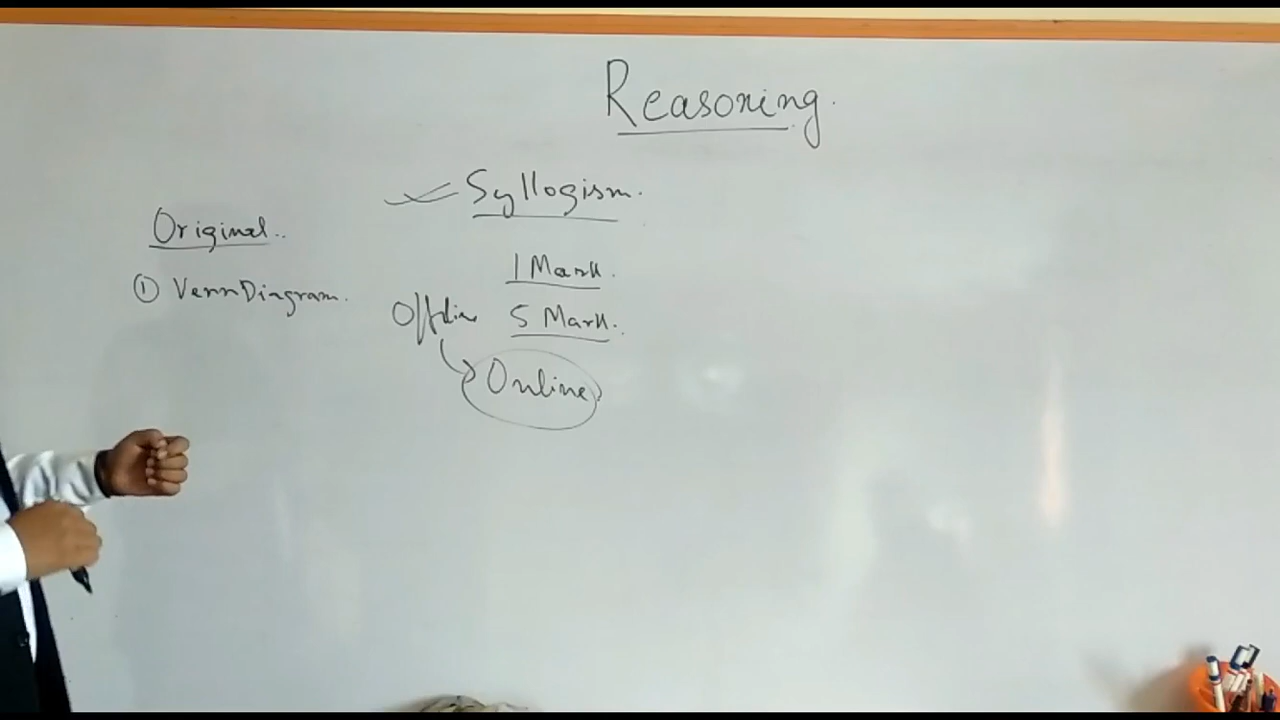 Reasoning.
Syllogism.
Original..
① Venn Diagram.
1 Mark.
Offline 5 Mark.
Online